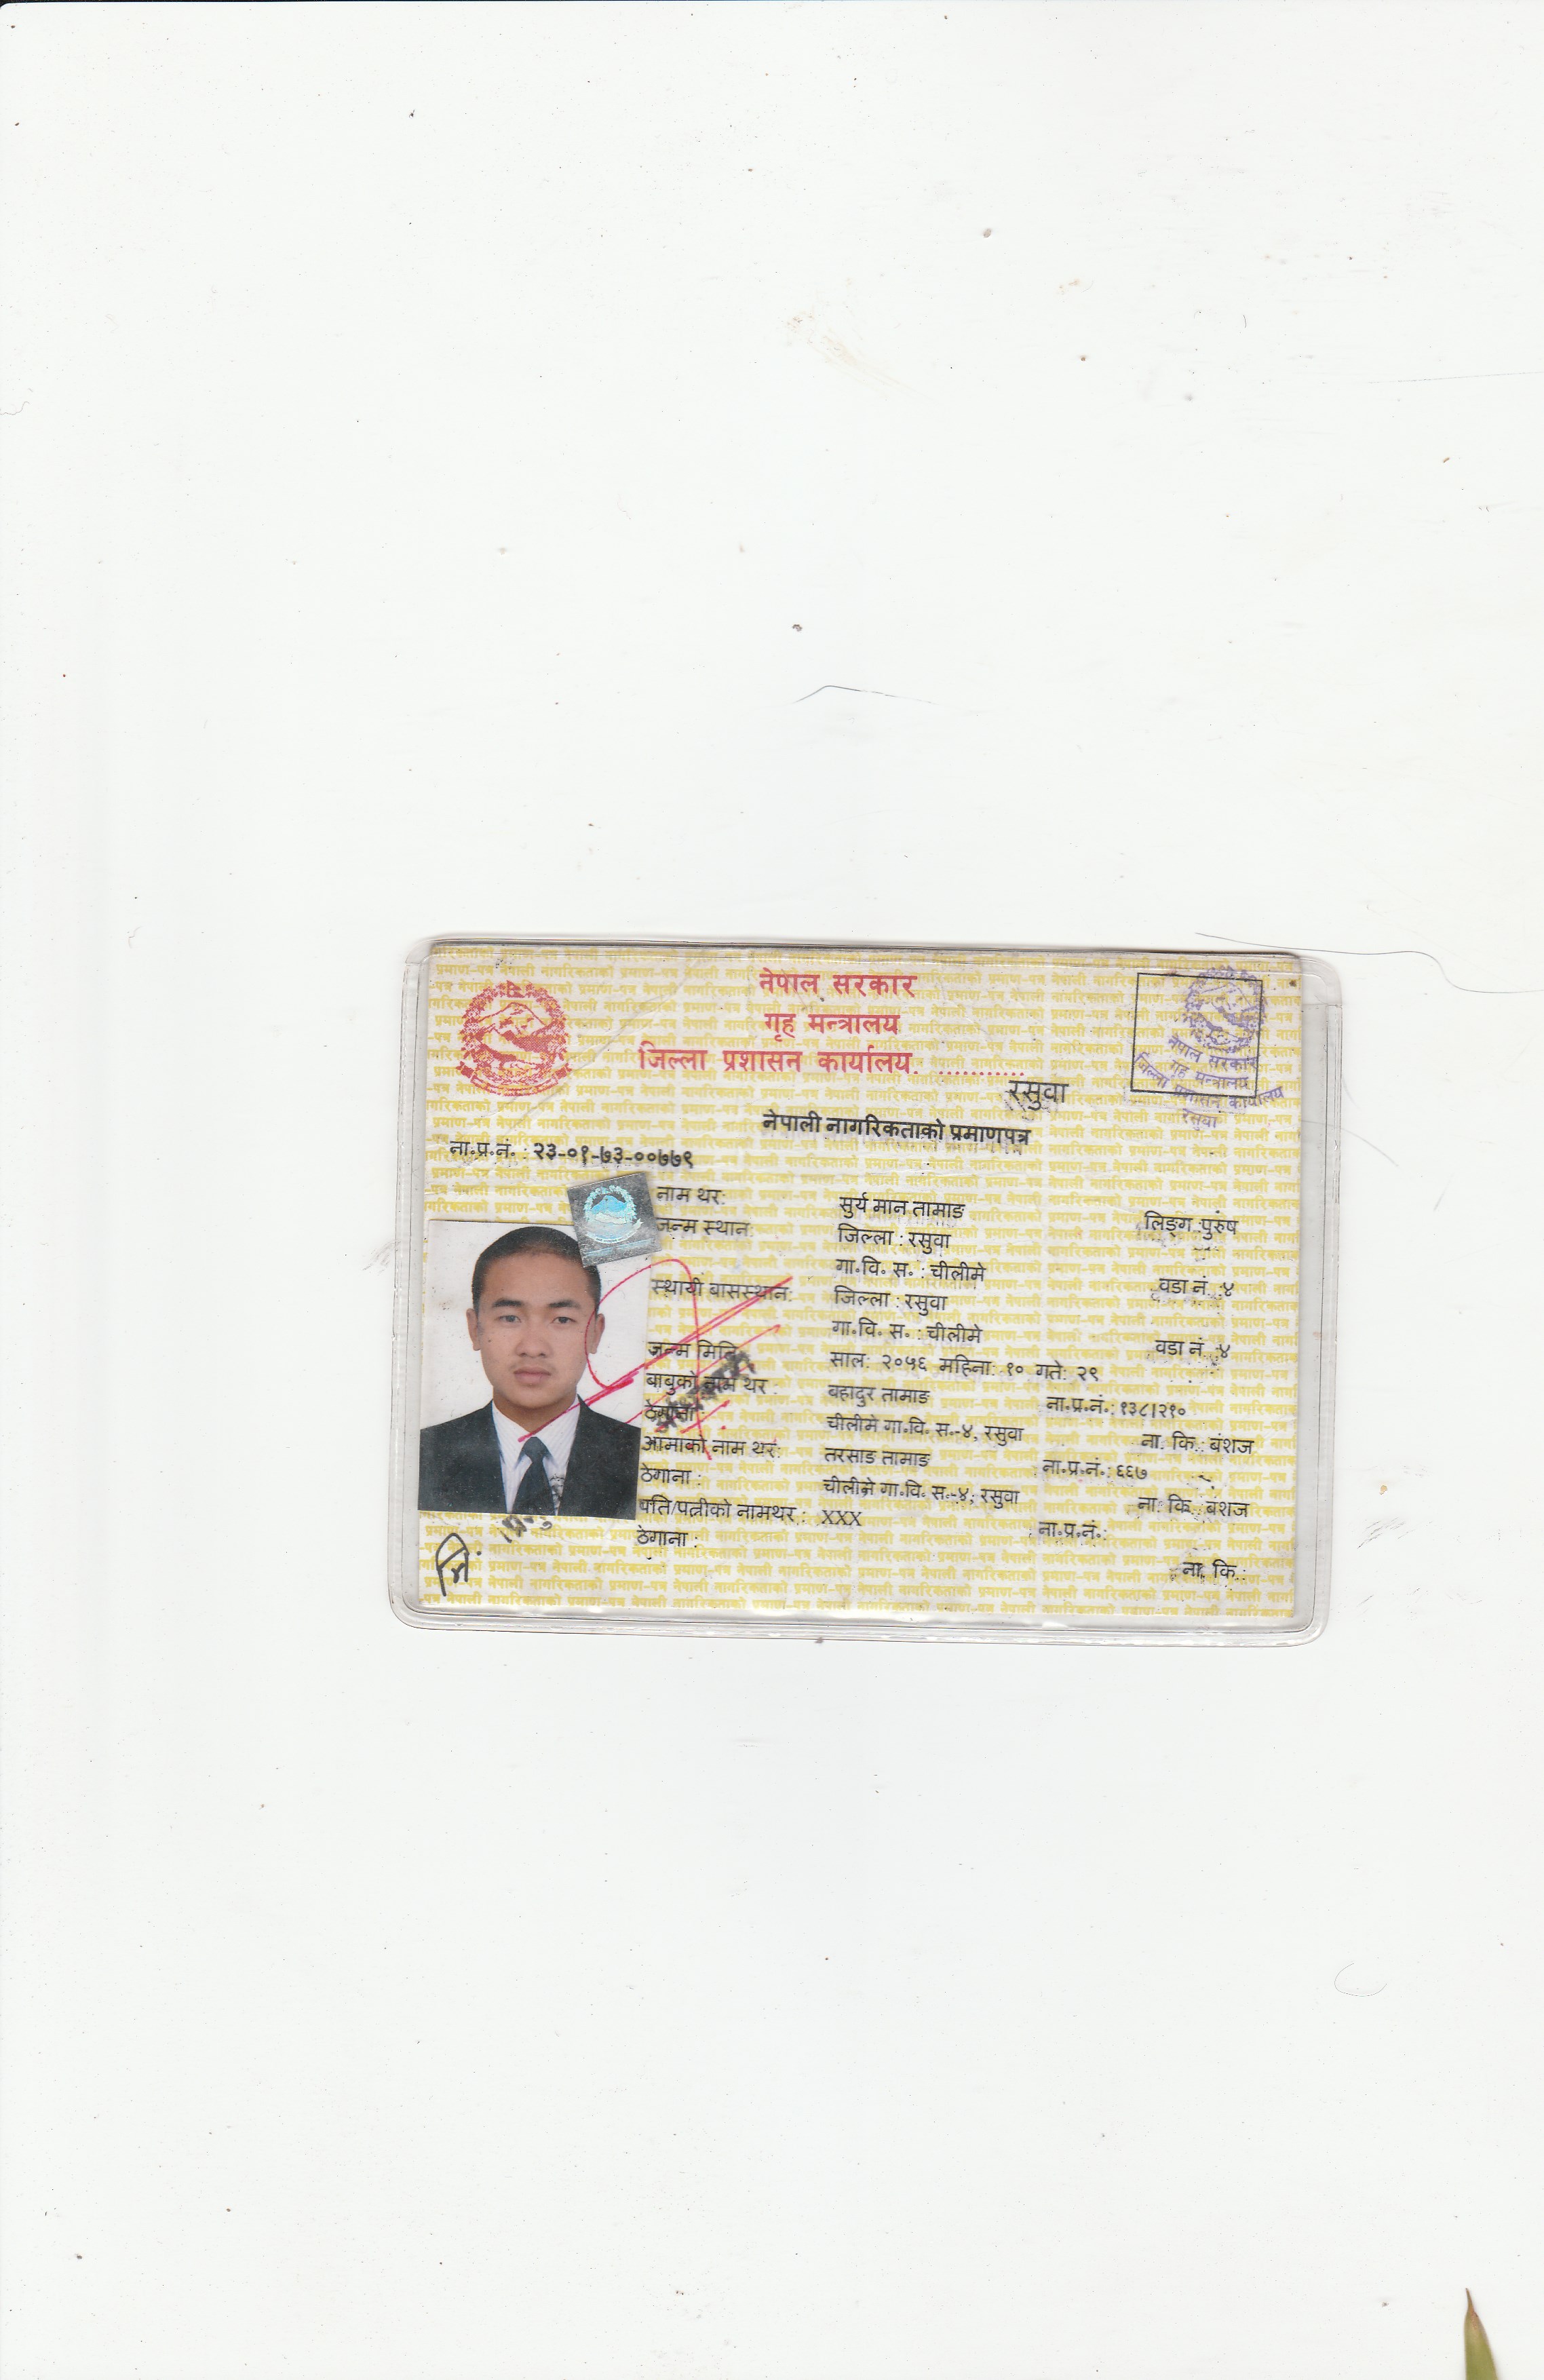 नेपाल सरकार
गृह मन्त्रालय
जिल्ला प्रशासन कार्यालय. ............
रसुवा
नेपाल सरकार
गृह मन्त्रालय
जिल्ला प्रशासन कार्यालय
रसुवा
नेपाली नागरिकताको प्रमाणपत्र
ना॰प्र॰नं. : २३-०१-७३-००७७९
नाम थर: सुर्य मान तामाङ लिङ्ग :पुरुष
जन्म स्थान जिल्ला : रसुवा
गा॰वि॰ स॰ : चीलीमे वडा नं. :४
स्थायी बासस्थान: जिल्ला : रसुवा
गा॰वि॰ स॰ : चीलीमे वडा नं. :४
जन्म मिति साल: २०५६ महिना: १० गते: २९
बाबुको नाम थर : बहादुर तामाङ ना॰प्र॰नं.: १३८।२१०
ठेगाना : चीलीमे गा॰वि॰ स॰-४, रसुवा ना. कि.: बंशज
आमाको नाम थर: तरसाङ तामाङ ना॰प्र॰नं.: ६६७
ठेगाना : चीलीमे गा॰वि॰ स॰-४, रसुवा ना. कि.: बंशज
पति/पत्नीको नामथर : XXX ना॰प्र॰नं.:
ठेगाना : ना. कि.: